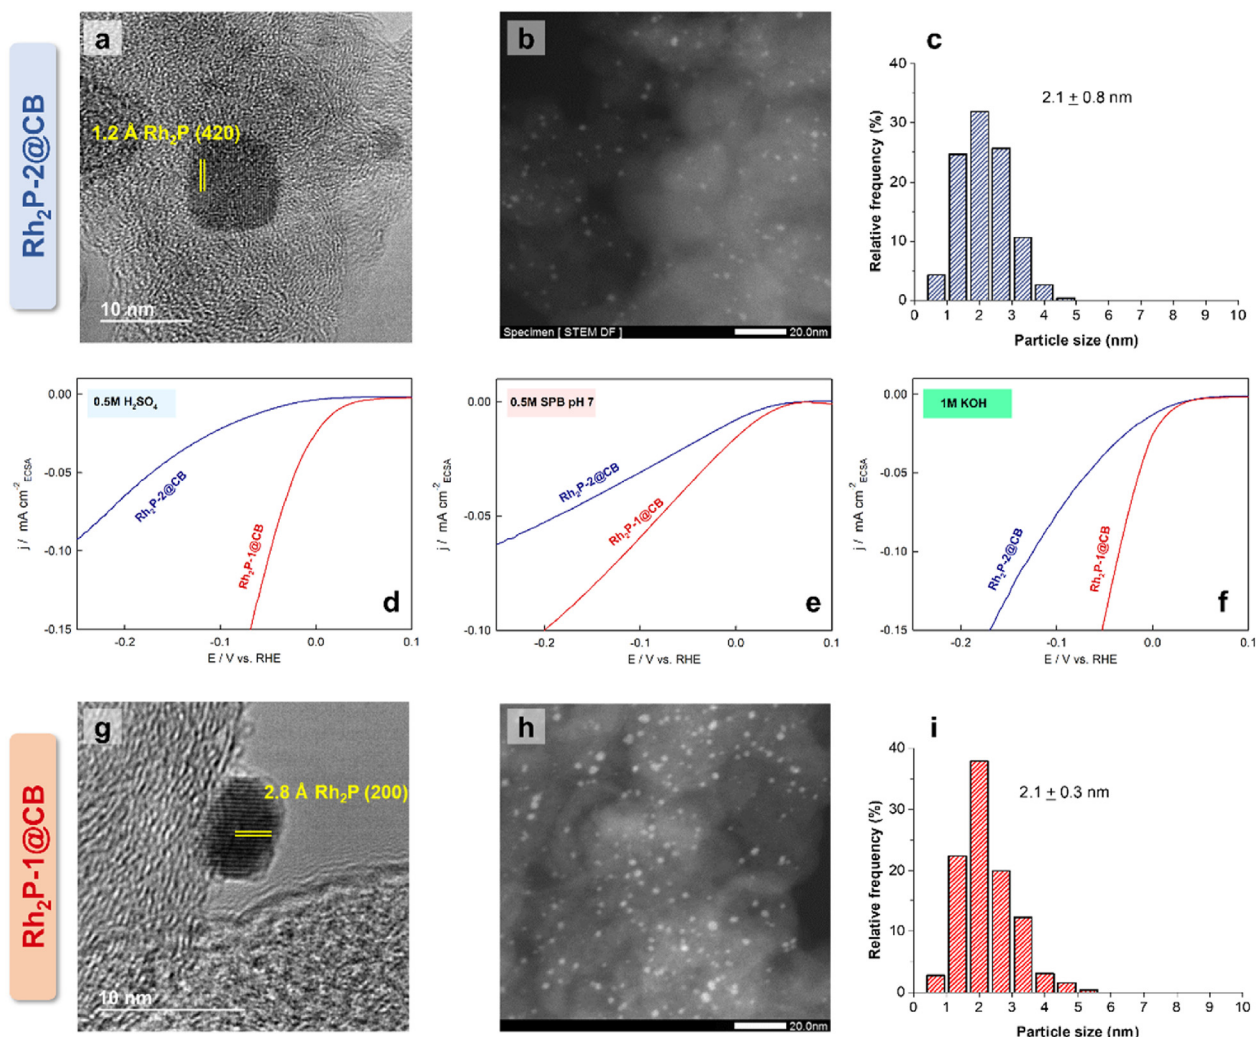 Rh₂P-2@CB
a
1.2 Å Rh₂P (420)
10 nm
b
Specimen [ STEM DF ]
20.0nm
c
2.1 ± 0.8 nm
Relative frequency (%)
40
30
20
10
0
0 1 2 3 4 5 6 7 8 9 10
Particle size (nm)
0.5M H₂SO₄
Rh₂P-2@CB
Rh₂P-1@CB
d
j / mA cm⁻²ECSA
0.00
-0.05
-0.10
-0.15
-0.2 -0.1 0.0 0.1
E / V vs. RHE
0.5M SPB pH 7
Rh₂P-2@CB
Rh₂P-1@CB
e
j / mA cm⁻²ECSA
0.00
-0.05
-0.10
-0.2 -0.1 0.0 0.1
E / V vs. RHE
1M KOH
Rh₂P-2@CB
Rh₂P-1@CB
f
j / mA cm⁻²ECSA
0.00
-0.05
-0.10
-0.15
-0.2 -0.1 0.0 0.1
E / V vs. RHE
Rh₂P-1@CB
g
2.8 Å Rh₂P (200)
10 nm
h
20.0nm
i
2.1 ± 0.3 nm
Relative frequency (%)
40
30
20
10
0
0 1 2 3 4 5 6 7 8 9 10
Particle size (nm)